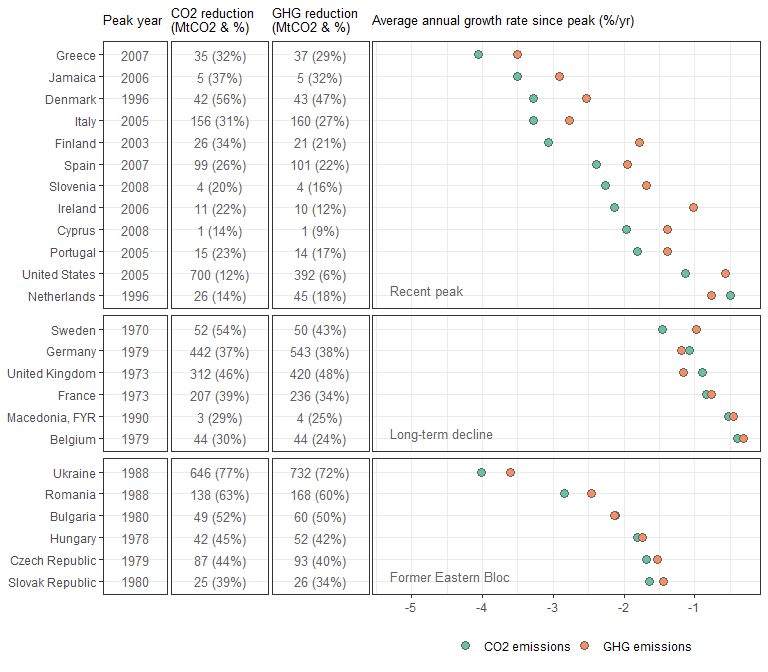 Peak year CO2 reduction (MtCO2 & %) GHG reduction (MtCO2 & %) Average annual growth rate since peak (%/yr)
Greece 2007 35 (32%) 37 (29%)
Jamaica 2006 5 (37%) 5 (32%)
Denmark 1996 42 (56%) 43 (47%)
Italy 2005 156 (31%) 160 (27%)
Finland 2003 26 (34%) 21 (21%)
Spain 2007 99 (26%) 101 (22%)
Slovenia 2008 4 (20%) 4 (16%)
Ireland 2006 11 (22%) 10 (12%)
Cyprus 2008 1 (14%) 1 (9%)
Portugal 2005 15 (23%) 14 (17%)
United States 2005 700 (12%) 392 (6%)
Netherlands 1996 26 (14%) 45 (18%)
Recent peak
Sweden 1970 52 (54%) 50 (43%)
Germany 1979 442 (37%) 543 (38%)
United Kingdom 1973 312 (46%) 420 (48%)
France 1973 207 (39%) 236 (34%)
Macedonia, FYR 1990 3 (29%) 4 (25%)
Belgium 1979 44 (30%) 44 (24%)
Long-term decline
Ukraine 1988 646 (77%) 732 (72%)
Romania 1988 138 (63%) 168 (60%)
Bulgaria 1980 49 (52%) 60 (50%)
Hungary 1978 42 (45%) 52 (42%)
Czech Republic 1979 87 (44%) 93 (40%)
Slovak Republic 1980 25 (39%) 26 (34%)
Former Eastern Bloc
-5 -4 -3 -2 -1
CO2 emissions GHG emissions